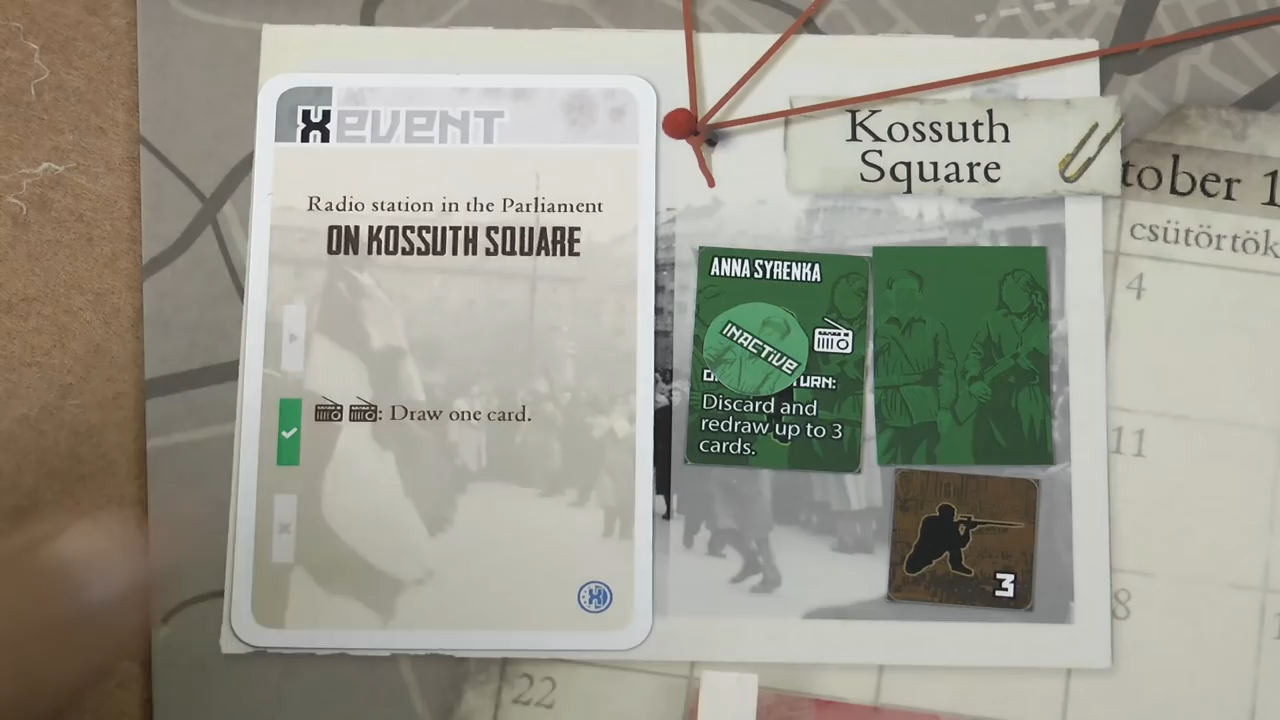 X EVENT
Radio station in the Parliament
ON KOSSUTH SQUARE
: Draw one card.
Kossuth
Square
ANNA SYRENKA
INACTIVE
TURN:
Discard and
redraw up to 3
cards.
3
tober 1
csütörtök
4
11
8
22